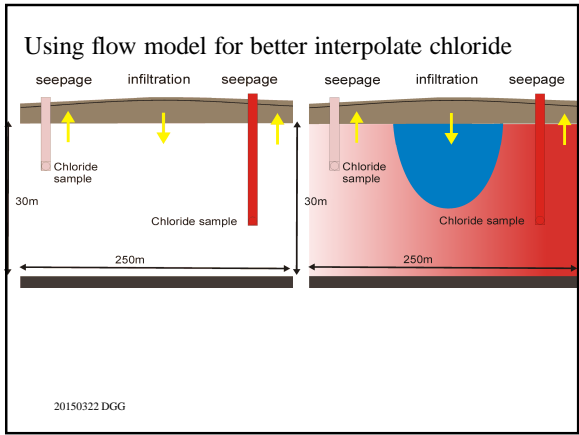 Using flow model for better interpolate chloride
seepage infiltration seepage
Chloride
sample
30m
Chloride sample
250m
seepage infiltration seepage
Chloride
sample
30m
Chloride sample
250m
20150322 DGG